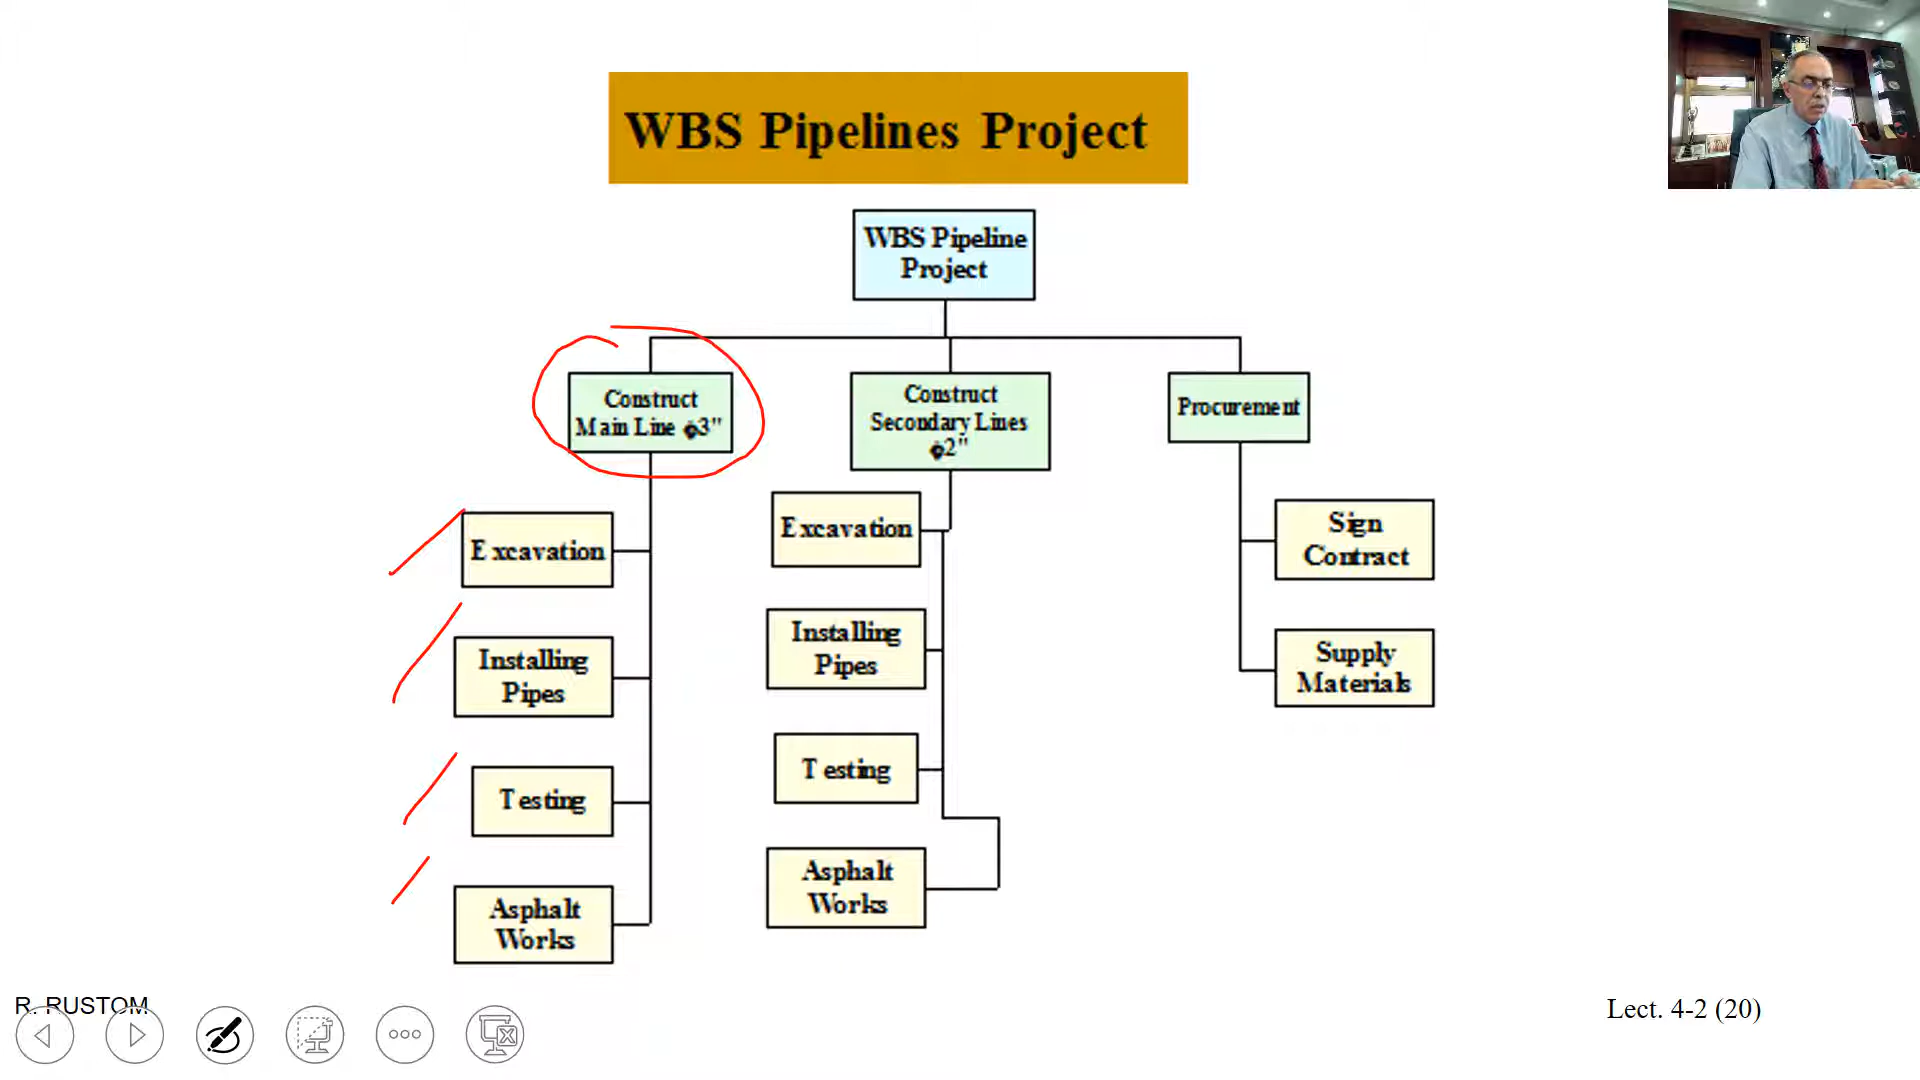 WBS Pipelines Project
WBS Pipeline
Project
Construct
Main Line ϕ3"
Construct
Secondary Lines
ϕ2"
Procurement
Excavation
Installing
Pipes
Testing
Asphalt
Works
Excavation
Installing
Pipes
Testing
Asphalt
Works
Sign
Contract
Supply
Materials
R. RUSTOM
Lect. 4-2 (20)